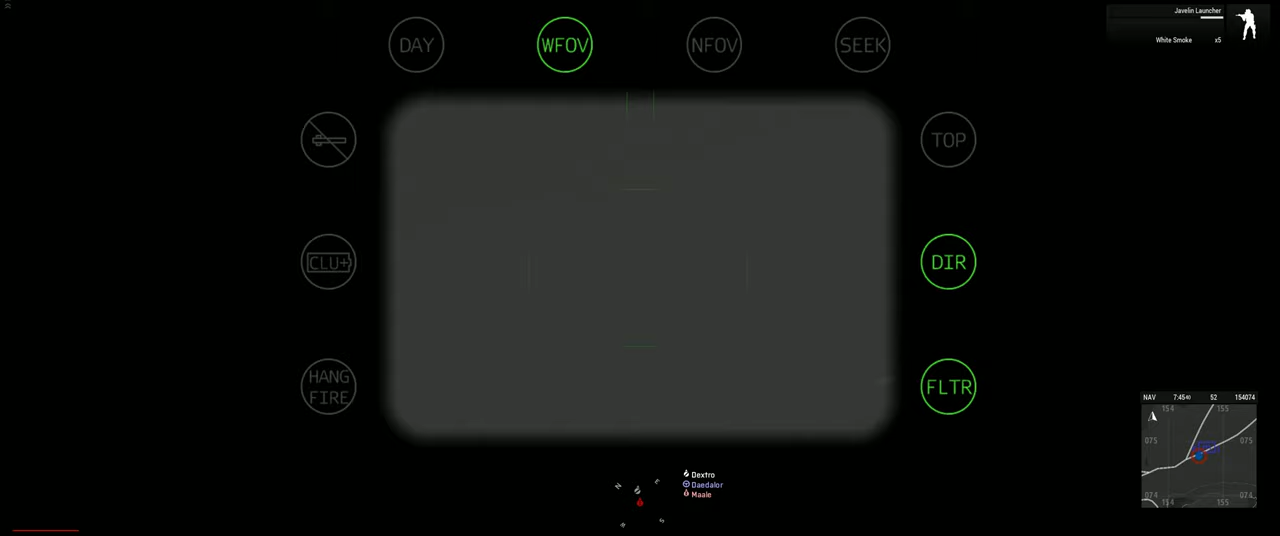 Javelin Launcher
White Smoke x5
DAY
WFOV
NFOV
SEEK
TOP
CLU+
DIR
HANG
FIRE
FLTR
NAV 7:45 40 52 154074
154 155
075 075
074 074
154 155
N
E
S
Dextro
Daedalor
Maale